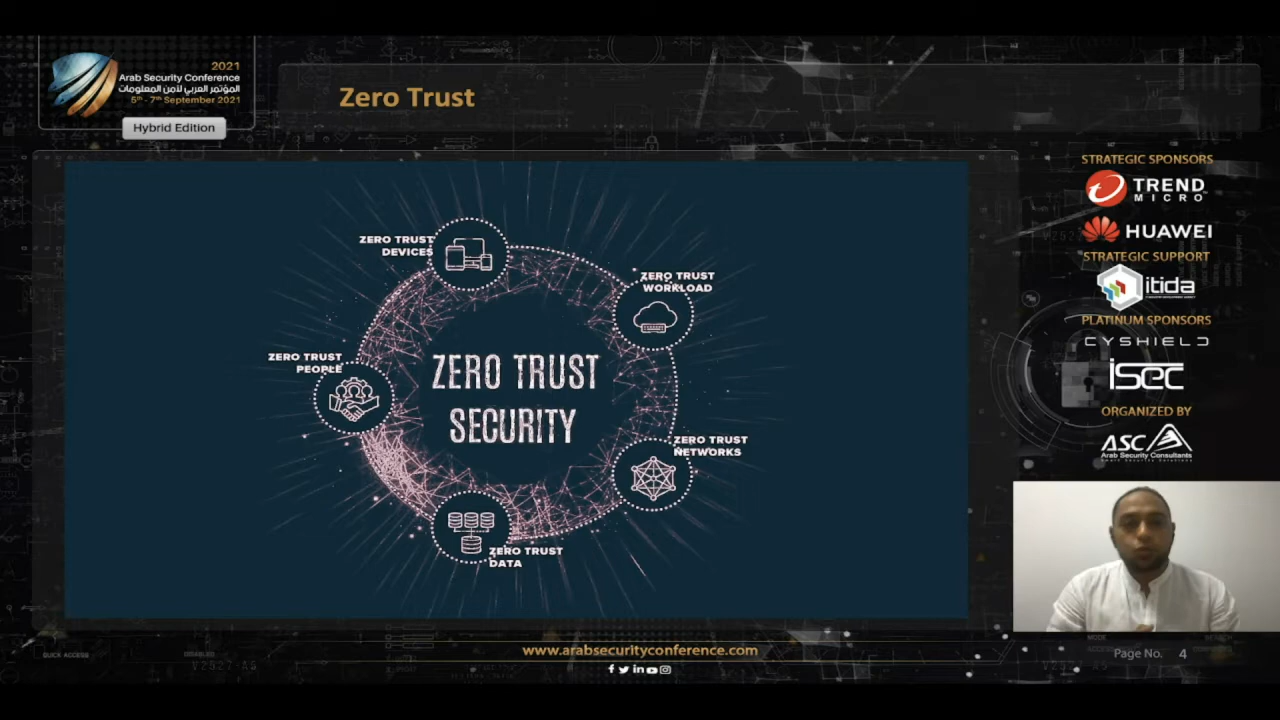 2021
Arab Security Conference
المؤتمر العربي لأمن المعلومات
5th - 7th September 2021
Hybrid Edition
Zero Trust
ZERO TRUST
DEVICES
ZERO TRUST
WORKLOAD
ZERO TRUST
PEOPLE
ZERO TRUST
SECURITY
ZERO TRUST
NETWORKS
ZERO TRUST
DATA
STRATEGIC SPONSORS
TREND
MICRO
HUAWEI
STRATEGIC SUPPORT
itida
PLATINUM SPONSORS
CYSHIELD
isec
ORGANIZED BY
ASC
Arab Security Consultants
www.arabsecurityconference.com
QUICK ACCESS
Page No. 4